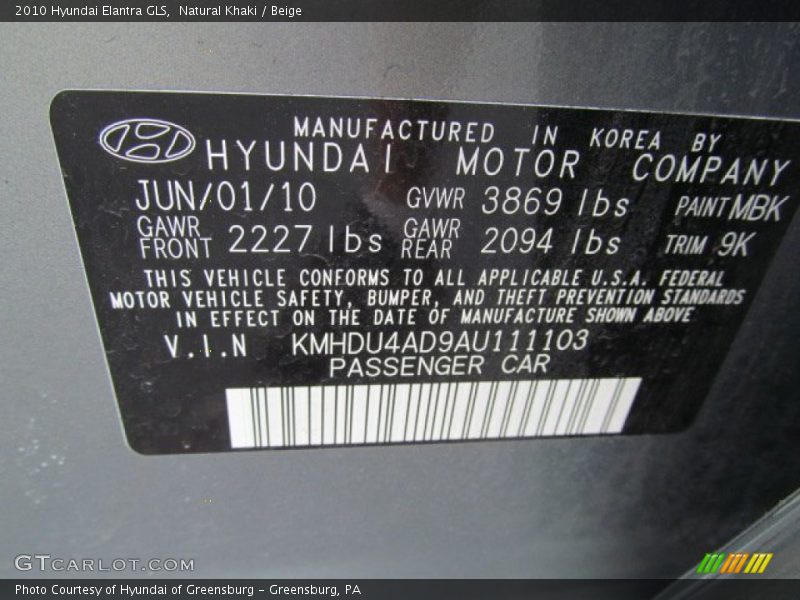 2010 Hyundai Elantra GLS, Natural Khaki / Beige
MANUFACTURED IN KOREA BY
HYUNDAI MOTOR COMPANY
JUN/01/10 GVWR 3869 lbs PAINT MBK
GAWR FRONT 2227 lbs GAWR REAR 2094 lbs TRIM 9K
THIS VEHICLE CONFORMS TO ALL APPLICABLE U.S.A. FEDERAL
MOTOR VEHICLE SAFETY, BUMPER, AND THEFT PREVENTION STANDARDS
IN EFFECT ON THE DATE OF MANUFACTURE SHOWN ABOVE
V.I.N KMHDU4AD9AU111103
PASSENGER CAR
GTCARLOT.COM
Photo Courtesy of Hyundai of Greensburg - Greensburg, PA